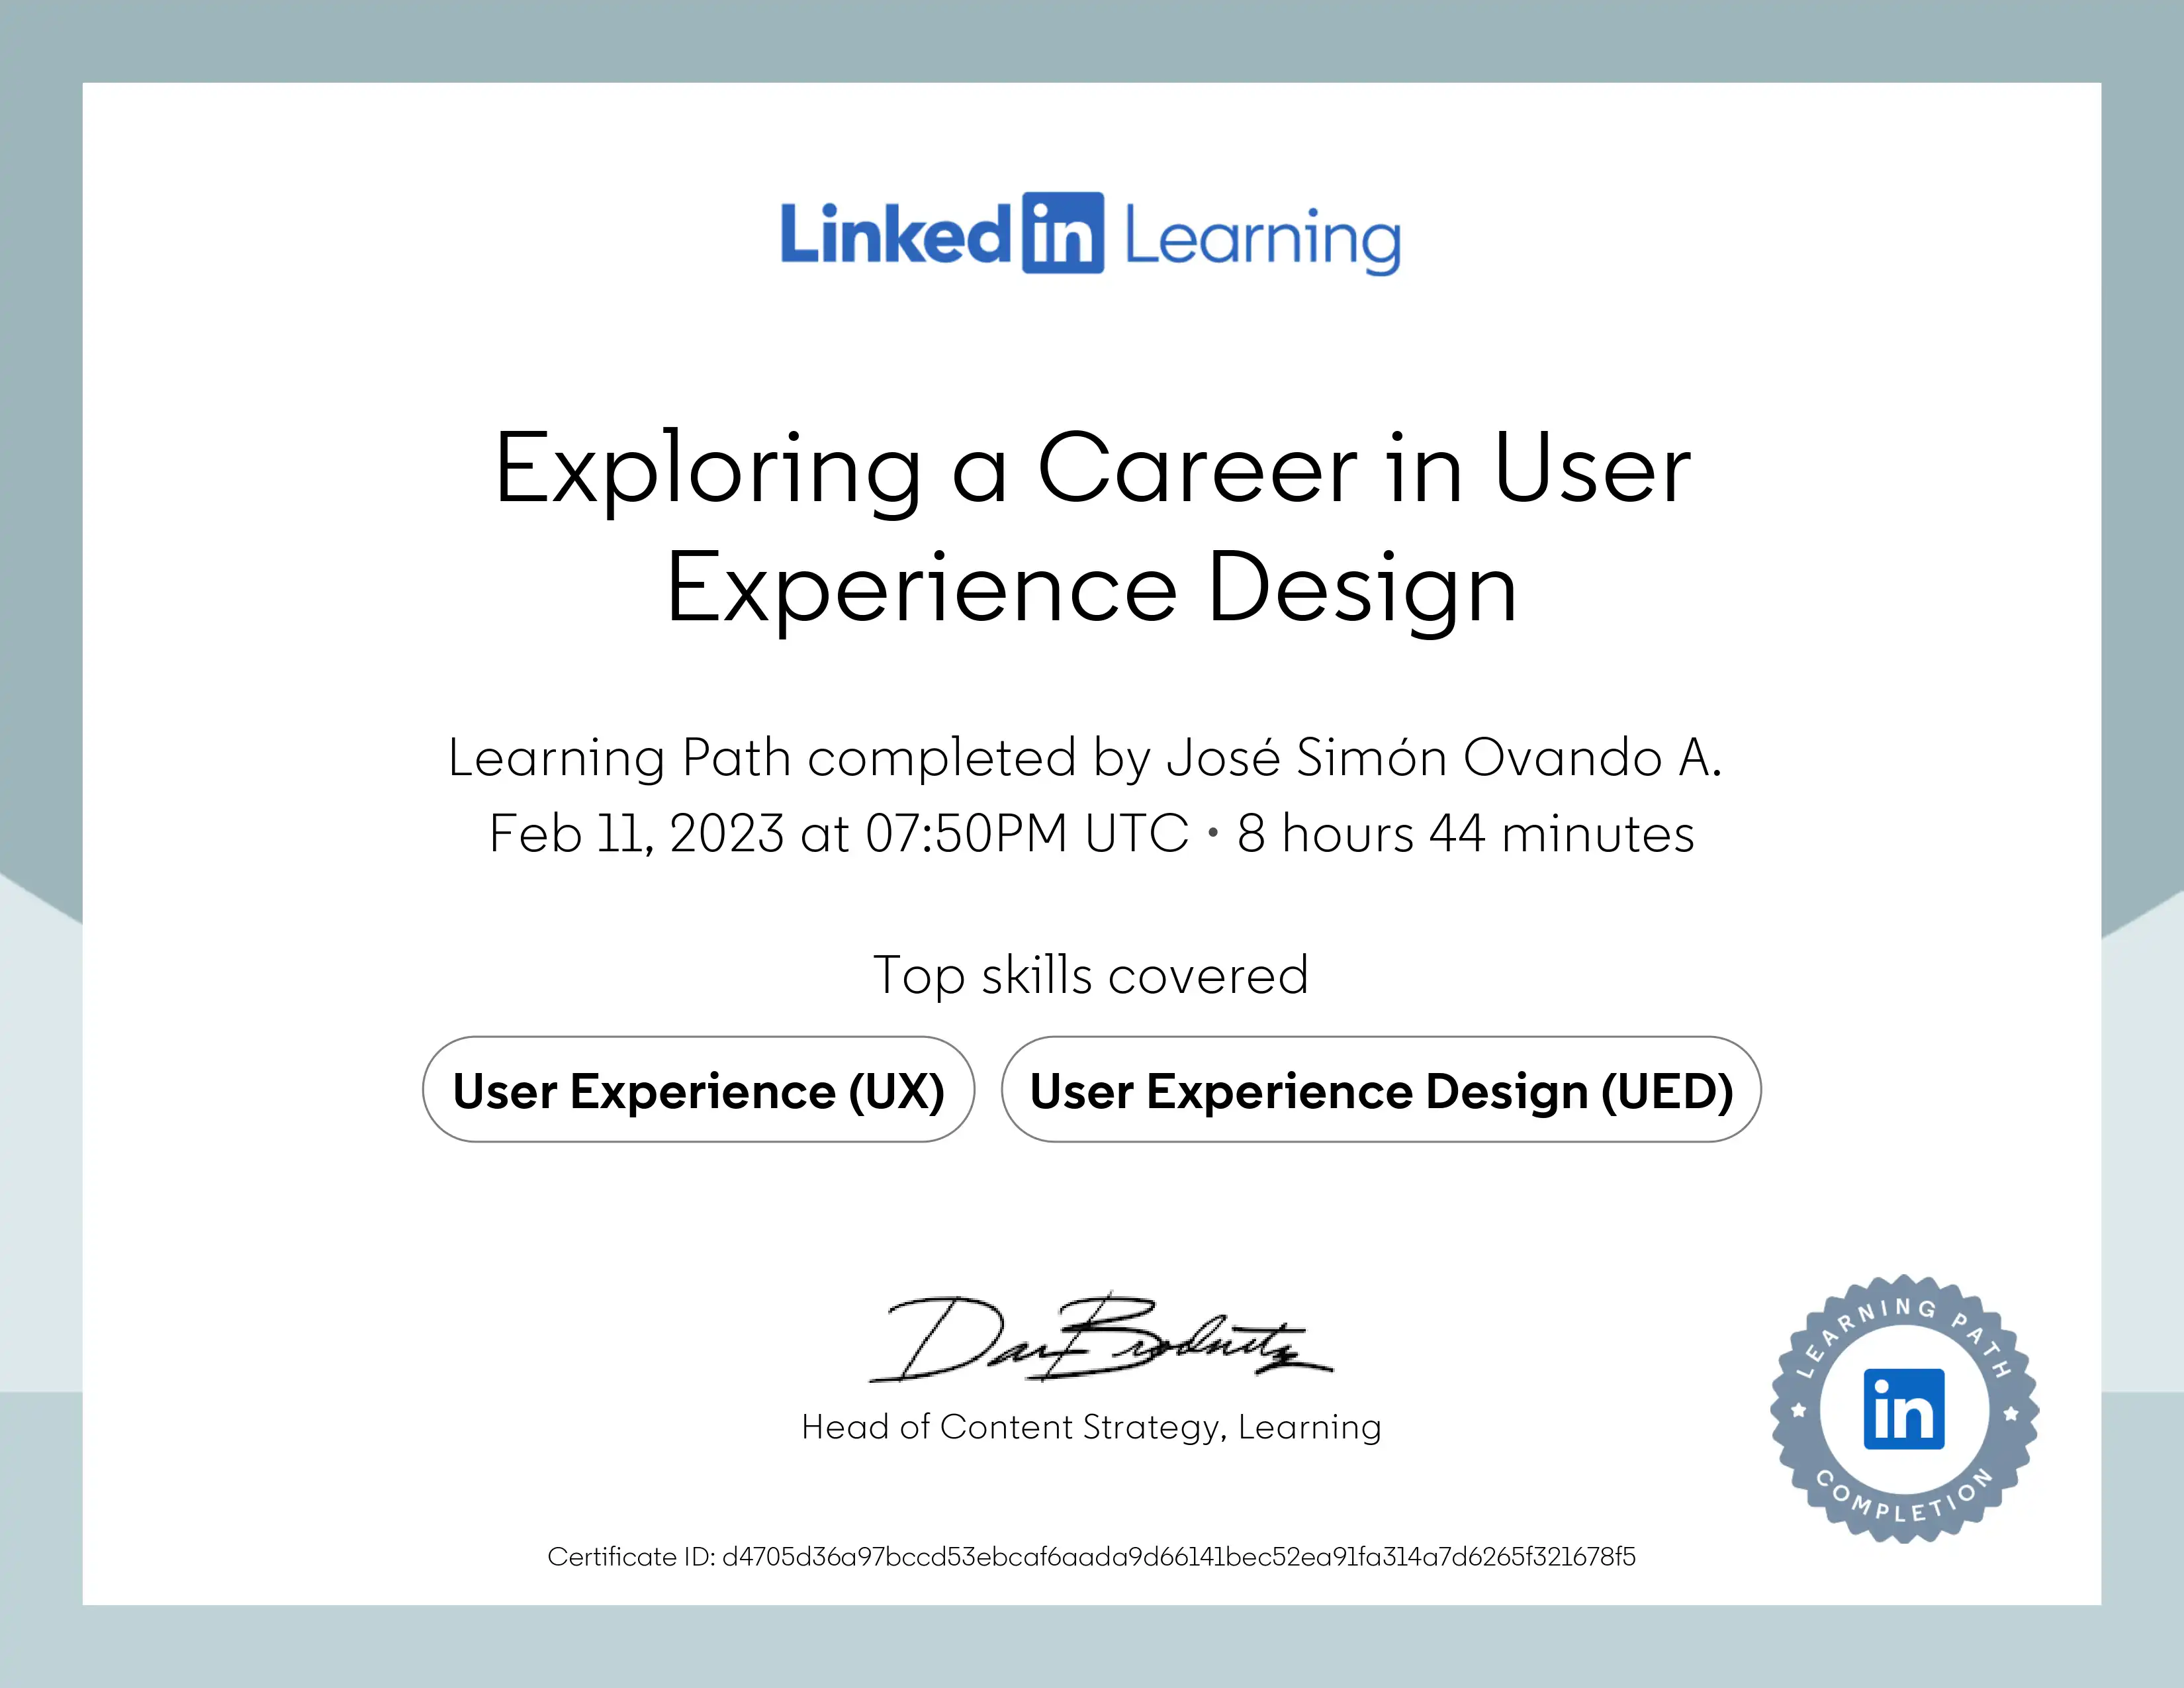 Linked in Learning
Exploring a Career in User
Experience Design
Learning Path completed by José Simón Ovando A.
Feb 11, 2023 at 07:50PM UTC • 8 hours 44 minutes
Top skills covered
User Experience (UX)
User Experience Design (UED)
Dan Brodnitz
Head of Content Strategy, Learning
LEARNING PATH
in
COMPLETION
Certificate ID: d4705d36a97bccd53ebcaf6aada9d66141bec52ea91fa314a7d6265f321678f5